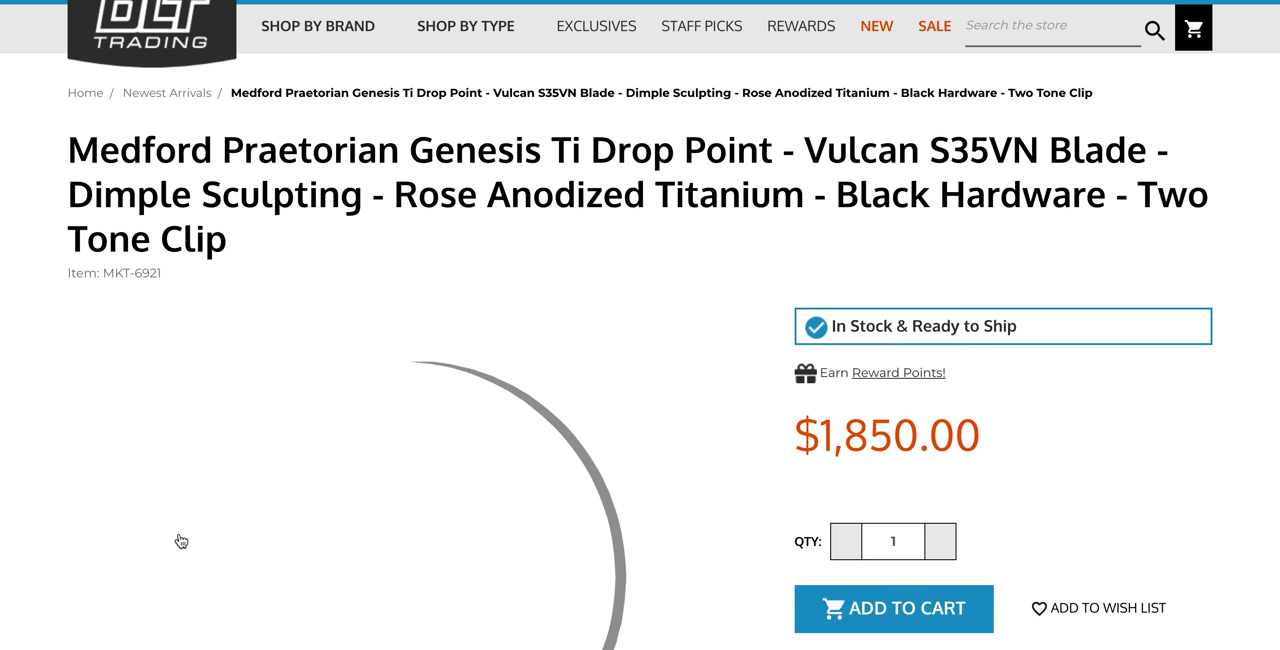 DLT
TRADING
SHOP BY BRAND SHOP BY TYPE EXCLUSIVES STAFF PICKS REWARDS NEW SALE Search the store
Home / Newest Arrivals / Medford Praetorian Genesis Ti Drop Point - Vulcan S35VN Blade - Dimple Sculpting - Rose Anodized Titanium - Black Hardware - Two Tone Clip
Medford Praetorian Genesis Ti Drop Point - Vulcan S35VN Blade -
Dimple Sculpting - Rose Anodized Titanium - Black Hardware - Two
Tone Clip
Item: MKT-6921
In Stock & Ready to Ship
Earn Reward Points!
$1,850.00
QTY: 1
ADD TO CART ADD TO WISH LIST